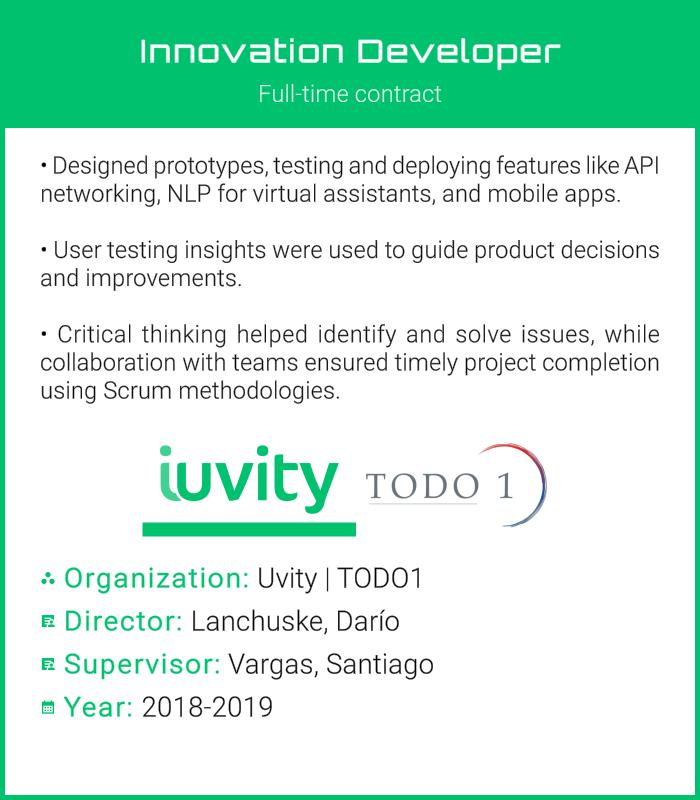 Innovation Developer
Full-time contract
• Designed prototypes, testing and deploying features like API
networking, NLP for virtual assistants, and mobile apps.
• User testing insights were used to guide product decisions
and improvements.
• Critical thinking helped identify and solve issues, while
collaboration with teams ensured timely project completion
using Scrum methodologies.
iuvity TODO 1
Organization: Uvity | TODO1
Director: Lanchuske, Darío
Supervisor: Vargas, Santiago
Year: 2018-2019